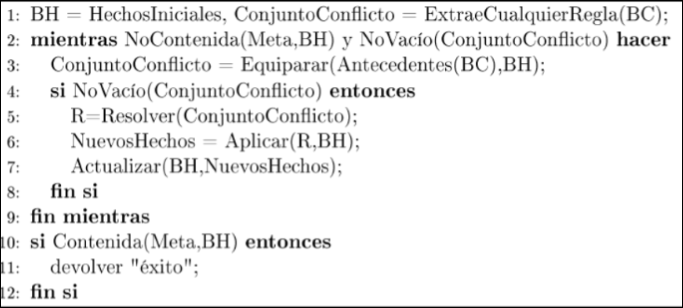 1: BH = HechosIniciales, ConjuntoConflicto = ExtraeCualquierRegla(BC);
2: mientras NoContenida(Meta,BH) y NoVacío(ConjuntoConflicto) hacer
3: ConjuntoConflicto = Equiparar(Antecedentes(BC),BH);
4: si NoVacío(ConjuntoConflicto) entonces
5: R=Resolver(ConjuntoConflicto);
6: NuevosHechos = Aplicar(R,BH);
7: Actualizar(BH,NuevosHechos);
8: fin si
9: fin mientras
10: si Contenida(Meta,BH) entonces
11: devolver "éxito";
12: fin si